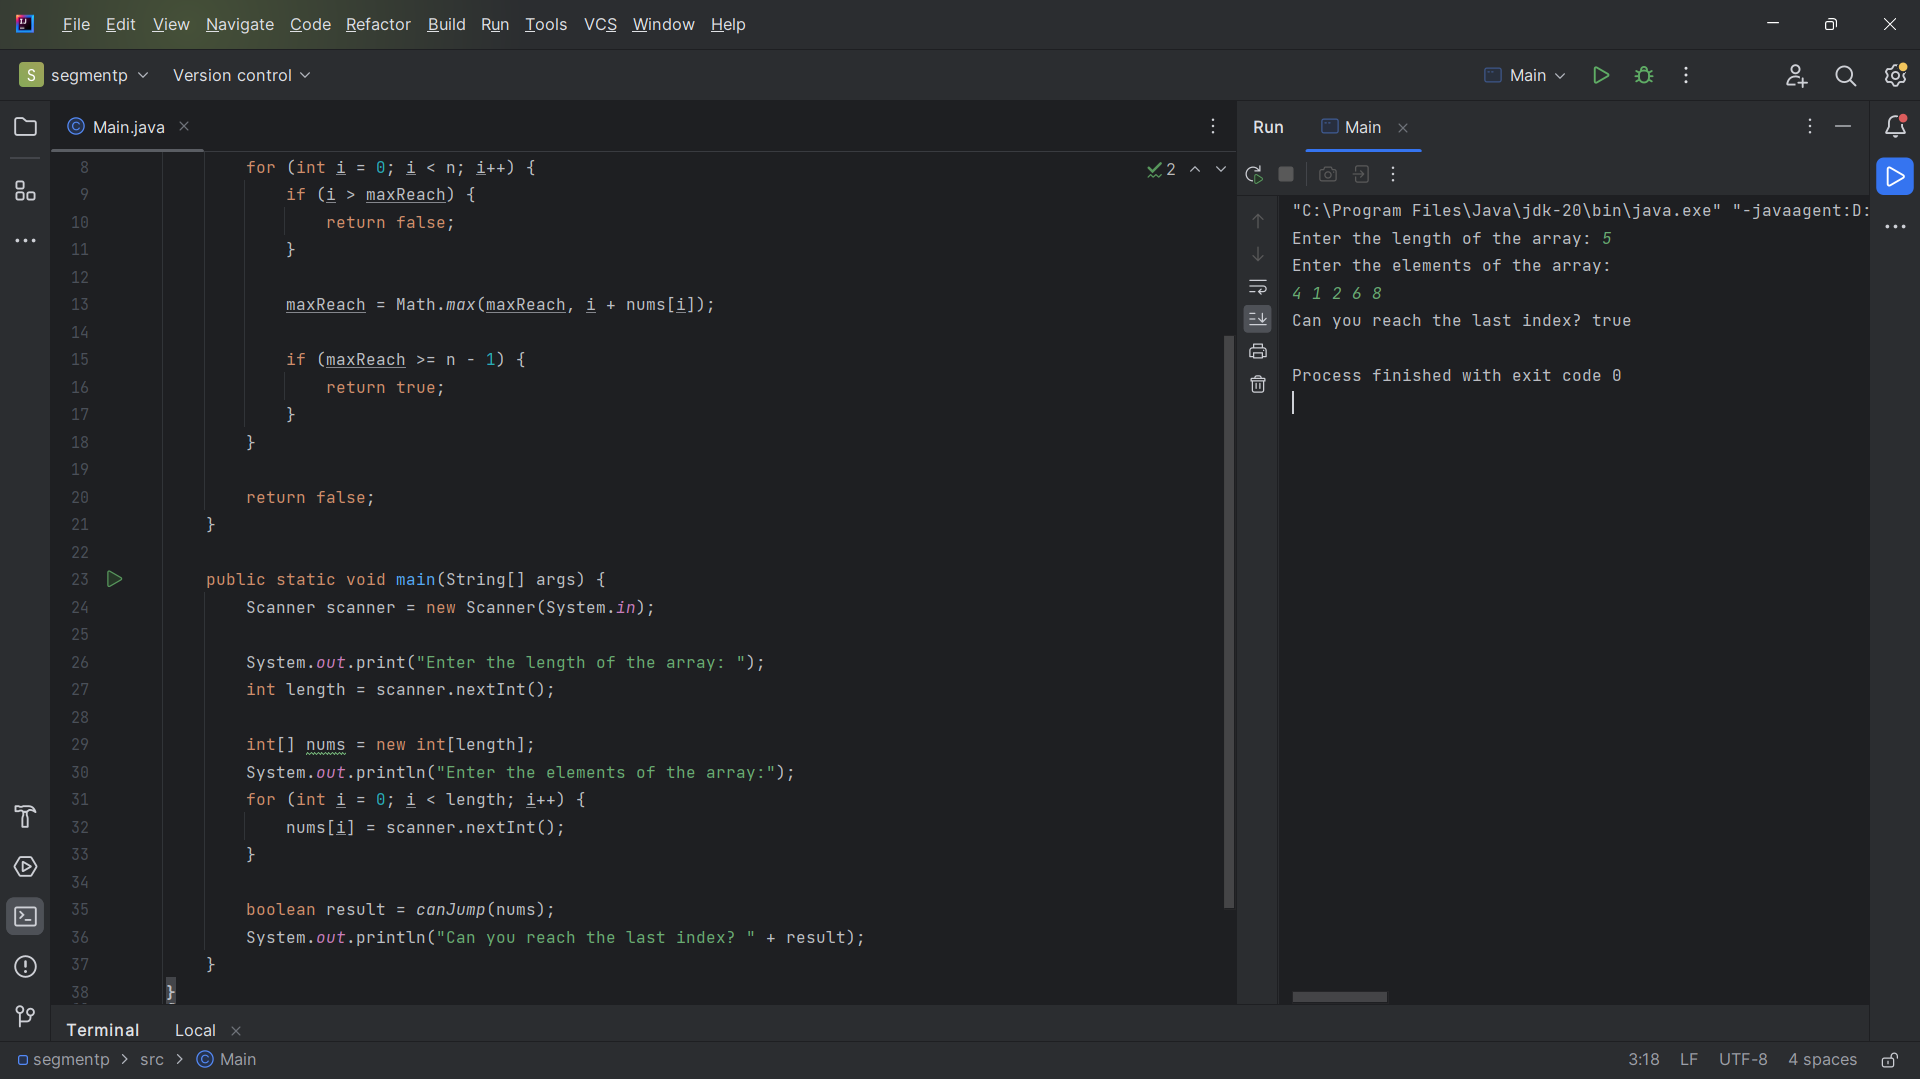 File Edit View Navigate Code Refactor Build Run Tools VCS Window Help
S segmentp Version control Main
Main.java
8 for (int i = 0; i < n; i++) {
9 if (i > maxReach) {
10 return false;
11 }
12
13 maxReach = Math.max(maxReach, i + nums[i]);
14
15 if (maxReach >= n - 1) {
16 return true;
17 }
18 }
19
20 return false;
21 }
22
23 public static void main(String[] args) {
24 Scanner scanner = new Scanner(System.in);
25
26 System.out.print("Enter the length of the array: ");
27 int length = scanner.nextInt();
28
29 int[] nums = new int[length];
30 System.out.println("Enter the elements of the array:");
31 for (int i = 0; i < length; i++) {
32 nums[i] = scanner.nextInt();
33 }
34
35 boolean result = canJump(nums);
36 System.out.println("Can you reach the last index? " + result);
37 }
38 }
2
Run Main
"C:\Program Files\Java\jdk-20\bin\java.exe" "-javaagent:D:
Enter the length of the array: 5
Enter the elements of the array:
4 1 2 6 8
Can you reach the last index? true
Process finished with exit code 0
Terminal Local
segmentp > src > Main
3:18 LF UTF-8 4 spaces